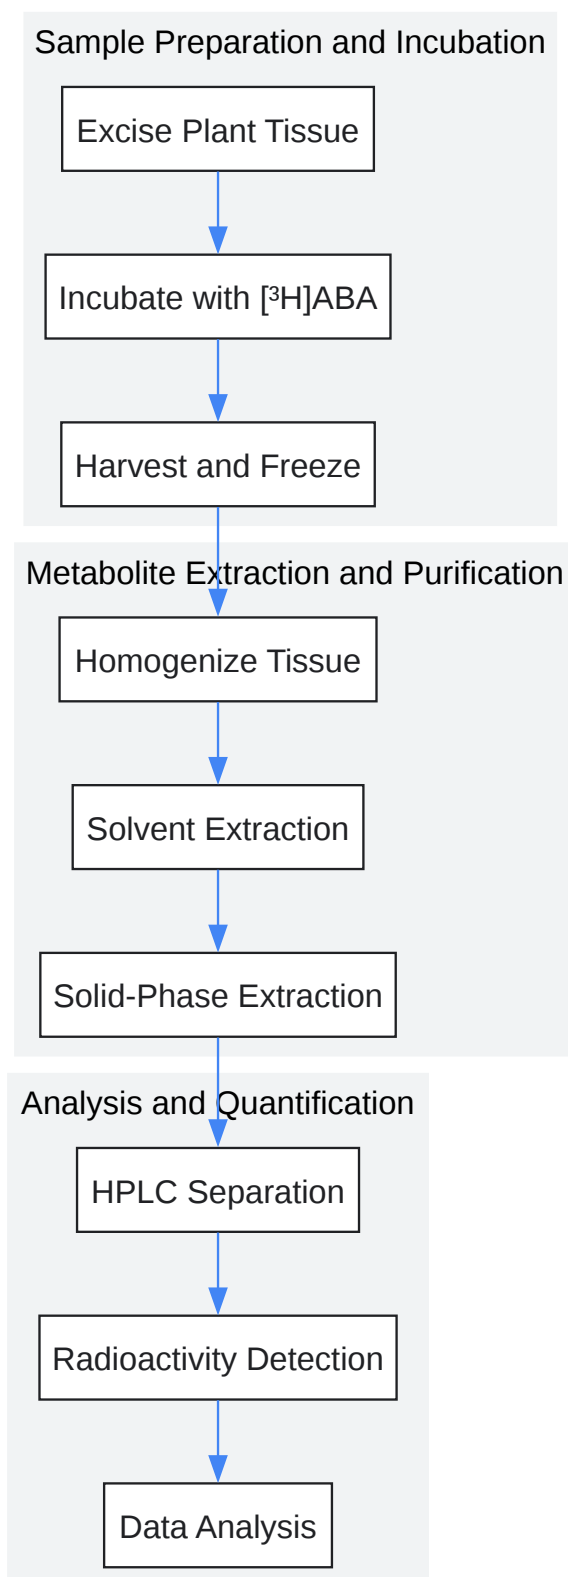 Sample Preparation and Incubation
Excise Plant Tissue
Incubate with [³H]ABA
Harvest and Freeze
Metabolite Extraction and Purification
Homogenize Tissue
Solvent Extraction
Solid-Phase Extraction
Analysis and Quantification
HPLC Separation
Radioactivity Detection
Data Analysis